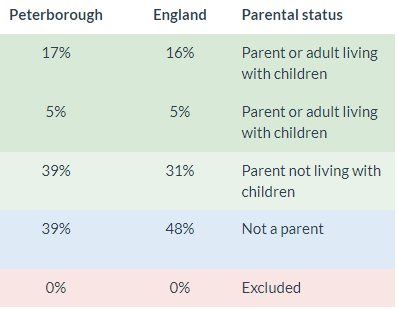 Peterborough England Parental status
17% 16% Parent or adult living
with children
5% 5% Parent or adult living
with children
39% 31% Parent not living with
children
39% 48% Not a parent
0% 0% Excluded